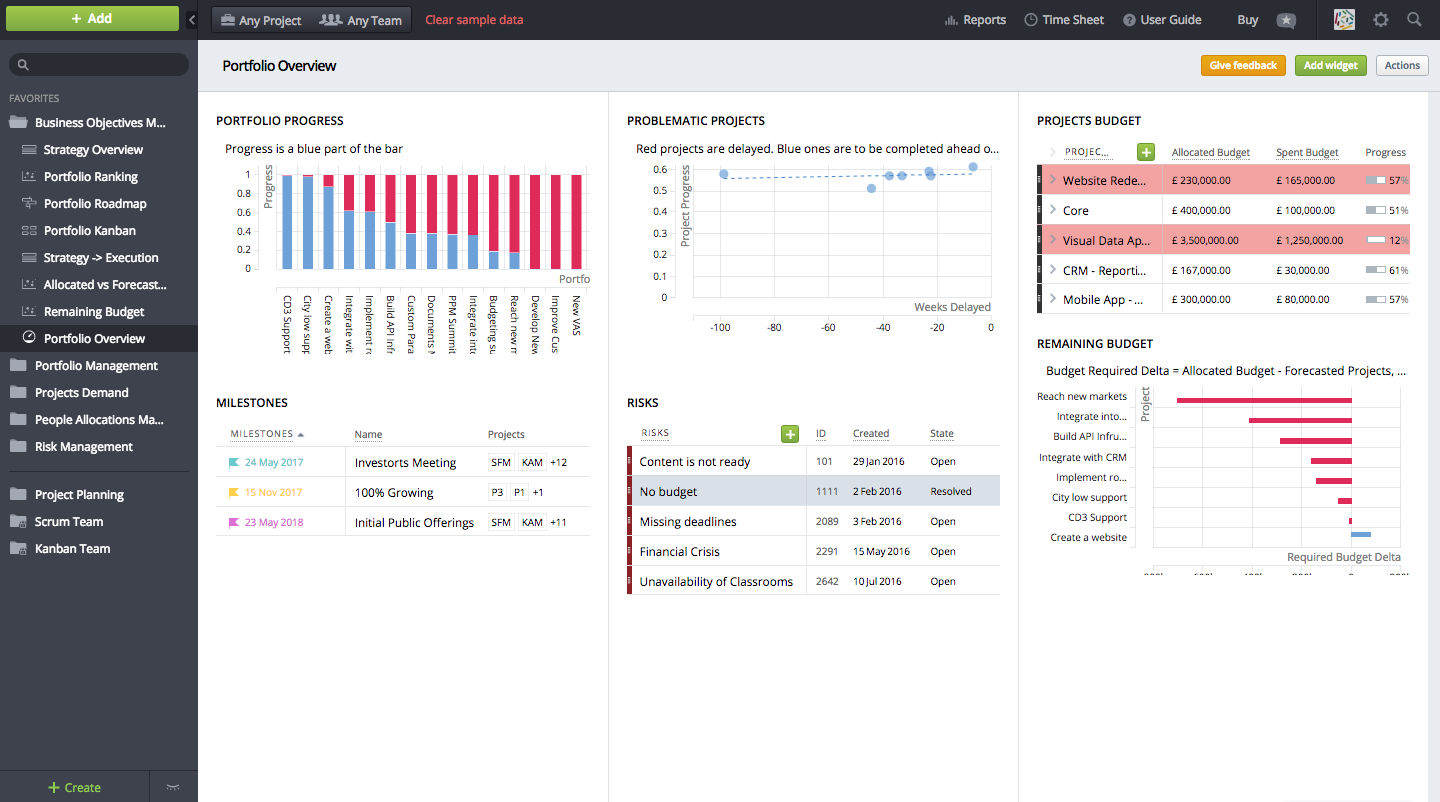 + Add
Any Project
Any Team
Clear sample data
Reports
Time Sheet
User Guide
Buy
FAVORITES
Business Objectives M...
Strategy Overview
Portfolio Ranking
Portfolio Roadmap
Portfolio Kanban
Strategy -> Execution
Allocated vs Forecast...
Remaining Budget
Portfolio Overview
Portfolio Management
Projects Demand
People Allocations Ma...
Risk Management
Project Planning
Scrum Team
Kanban Team
+ Create
Portfolio Overview
Give feedback
Add widget
Actions
PORTFOLIO PROGRESS
Progress is a blue part of the bar
Progress
1
0.8
0.6
0.4
0.2
0
Portfo
CD3 Support
City low supp
Create a web
Integrate wit
Implement ro
Build API Infr
Custom Para
Documents M
PPM Summit
Integrate into
Budgeting su
Reach new m
Develop New
Improve Cus
New VAS
MILESTONES
MILESTONES
Name
Projects
24 May 2017
Investorts Meeting
SFM KAM +12
15 Nov 2017
100% Growing
P3 P1 +1
23 May 2018
Initial Public Offerings
SFM KAM +11
PROBLEMATIC PROJECTS
Red projects are delayed. Blue ones are to be completed ahead o...
Project Progress
0.6
0.5
0.4
0.3
0.2
0.1
0
Weeks Delayed
-100 -80 -60 -40 -20 0
RISKS
RISKS
+
ID
Created
State
Content is not ready 101 29 Jan 2016 Open
No budget 1111 2 Feb 2016 Resolved
Missing deadlines 2089 3 Feb 2016 Open
Financial Crisis 2291 15 May 2016 Open
Unavailability of Classrooms 2642 10 Jul 2016 Open
PROJECTS BUDGET
PROJEC...
+
Allocated Budget
Spent Budget
Progress
Website Rede... £ 230,000.00 £ 165,000.00 57%
Core £ 400,000.00 £ 100,000.00 51%
Visual Data Ap... £ 3,500,000.00 £ 1,250,000.00 12%
CRM - Reporti... £ 167,000.00 £ 30,000.00 61%
Mobile App - ... £ 300,000.00 £ 80,000.00 57%
REMAINING BUDGET
Budget Required Delta = Allocated Budget - Forecasted Projects, ...
Project
Reach new markets
Integrate into...
Build API Infru...
Integrate with CRM
Implement ro...
City low support
CD3 Support
Create a website
Required Budget Delta